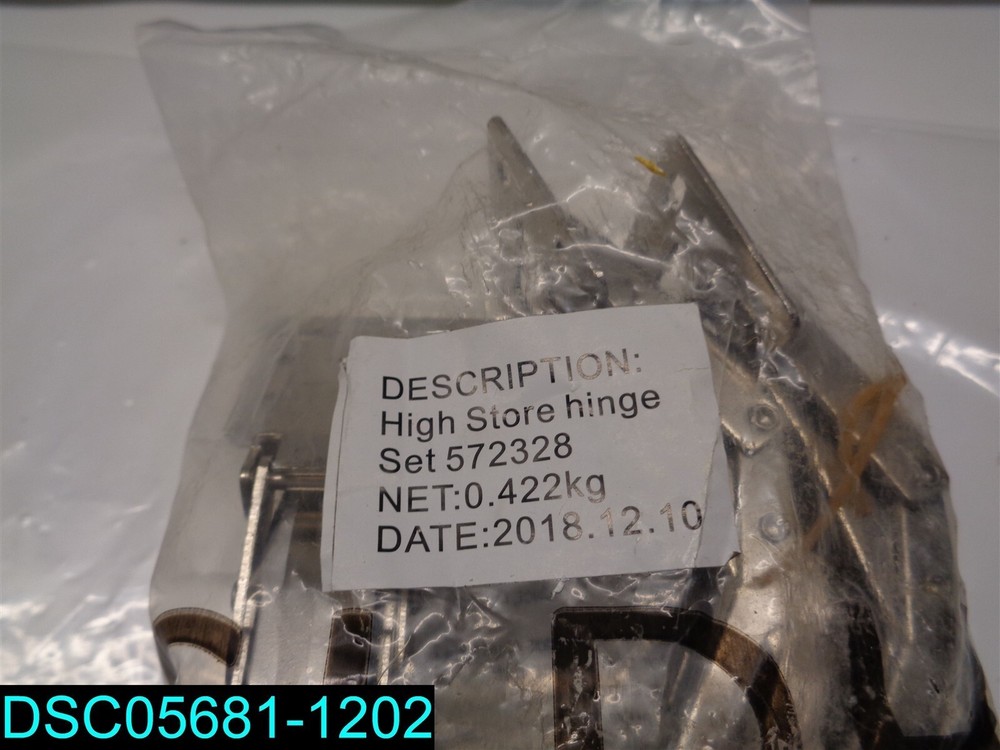 DESCRIPTION:
High Store hinge
Set 572328
NET:0.422kg
DATE:2018.12.10
DSC05681-1202